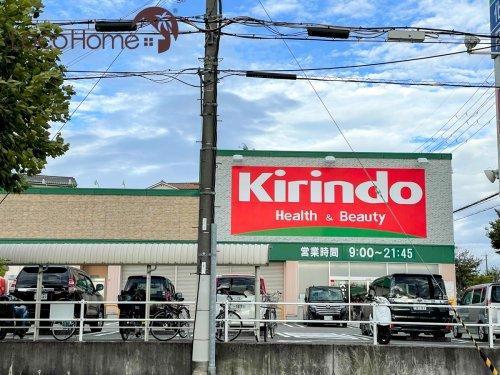 Home
Kirindo
Health & Beauty
営業時間 9:00~21:45